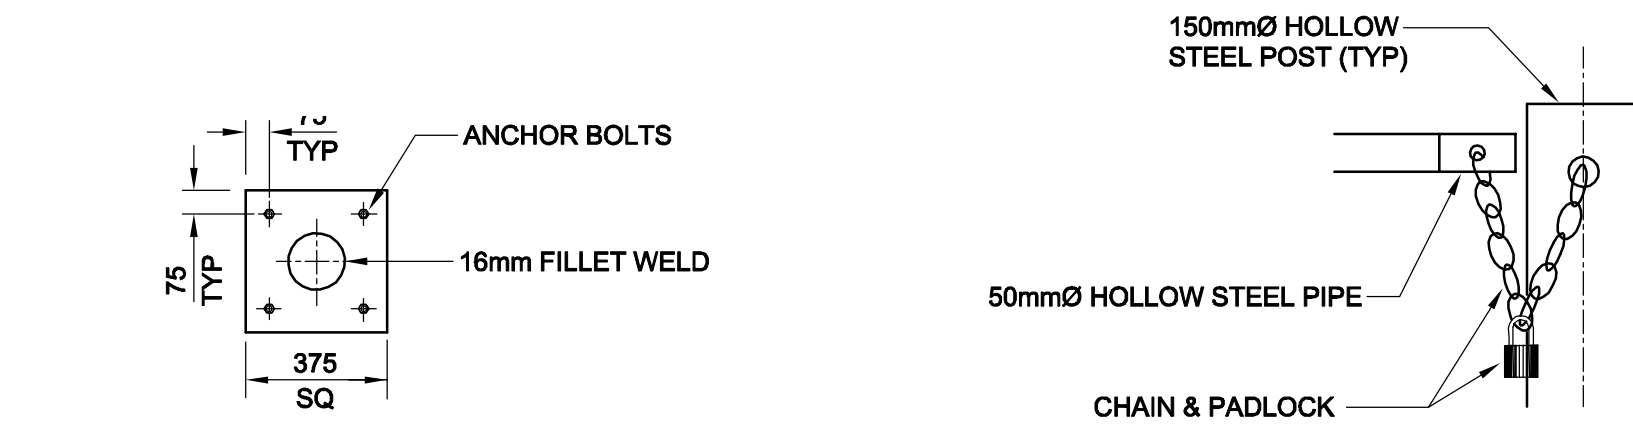 150mmØ HOLLOW
STEEL POST (TYP)
75
TYP
ANCHOR BOLTS
16mm FILLET WELD
75
TYP
50mmØ HOLLOW STEEL PIPE
375
SQ
CHAIN & PADLOCK